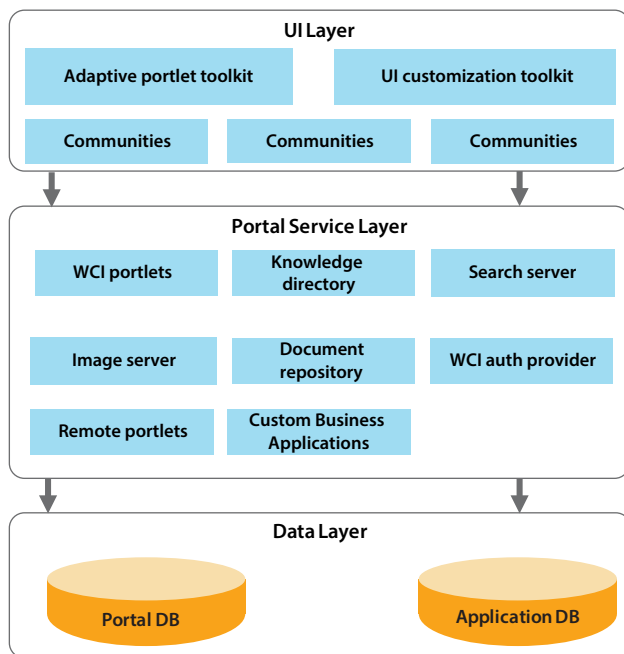 UI Layer
Adaptive portlet toolkit
UI customization toolkit
Communities
Communities
Communities
Portal Service Layer
WCI portlets
Knowledge
directory
Search server
Image server
Document
repository
WCI auth provider
Remote portlets
Custom Business
Applications
Data Layer
Portal DB
Application DB